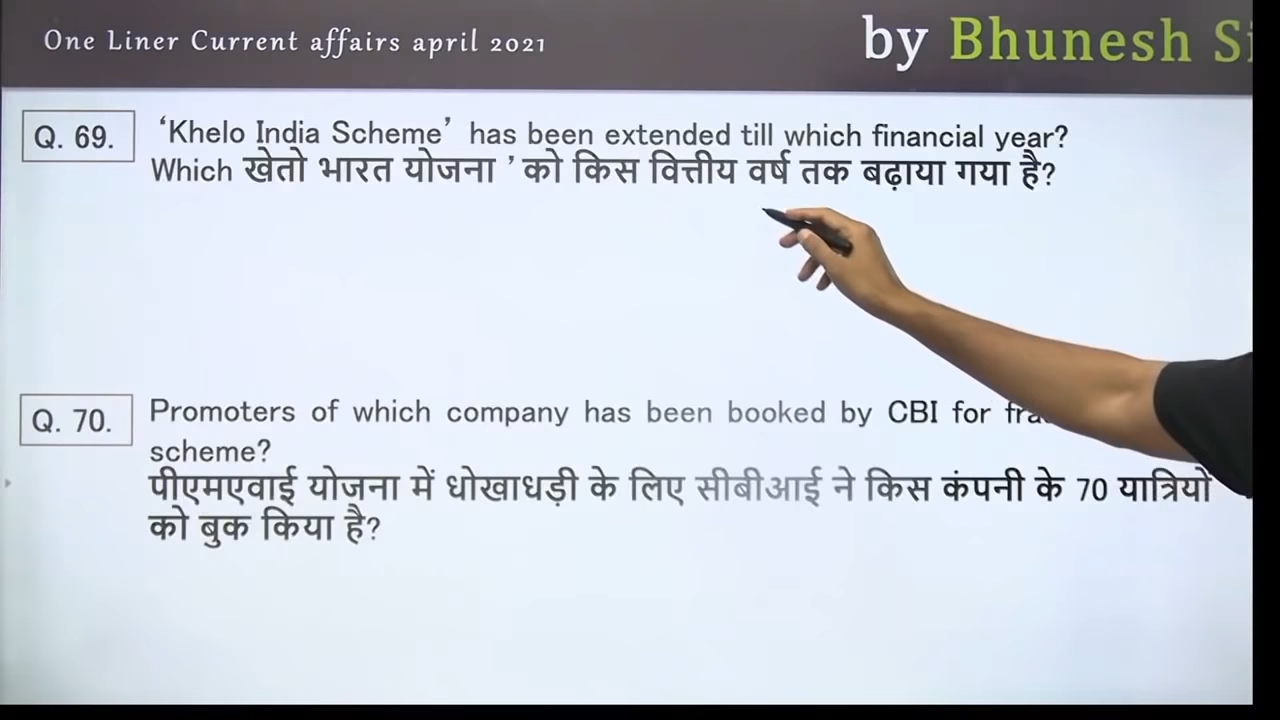 One Liner Current affairs april 2021
by Bhunesh
Q. 69.
‘Khelo India Scheme’ has been extended till which financial year?
Which खेतो भारत योजना ’को किस वित्तीय वर्ष तक बढ़ाया गया है?
Q. 70.
Promoters of which company has been booked by CBI for
scheme?
पीएमएवाई योजना में धोखाधड़ी के लिए सीबीआई ने किस कंपनी के 70 यात्रियों
को बुक किया है?